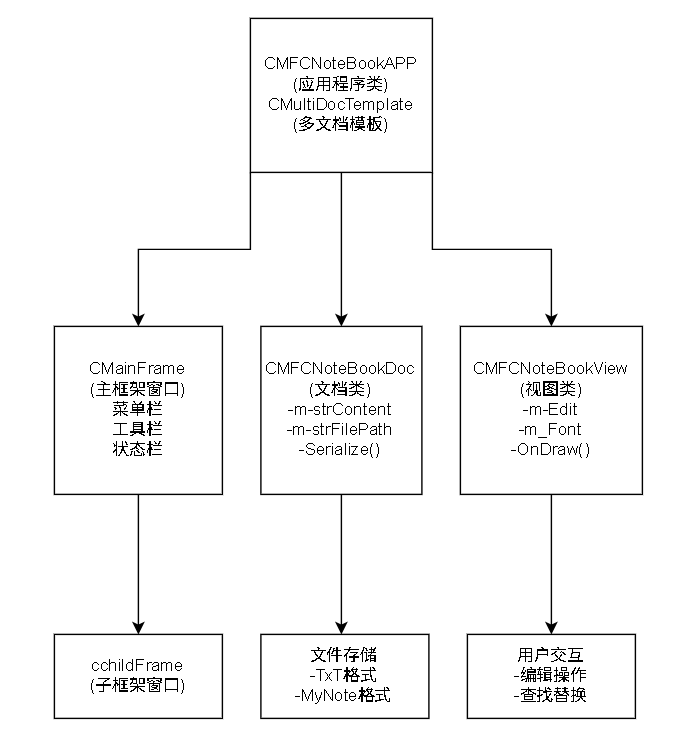 CMFCNoteBookAPP
(应用程序类)
CMultiDocTemplate
(多文档模板)
CMainFrame
(主框架窗口)
菜单栏
工具栏
状态栏
CMFCNoteBookDoc
(文档类)
-m-strContent
-m-strFilePath
-Serialize()
CMFCNoteBookView
(视图类)
-m-Edit
-m_Font
-OnDraw()
cchildFrame
(子框架窗口)
文件存储
-TxT格式
-MyNote格式
用户交互
-编辑操作
-查找替换